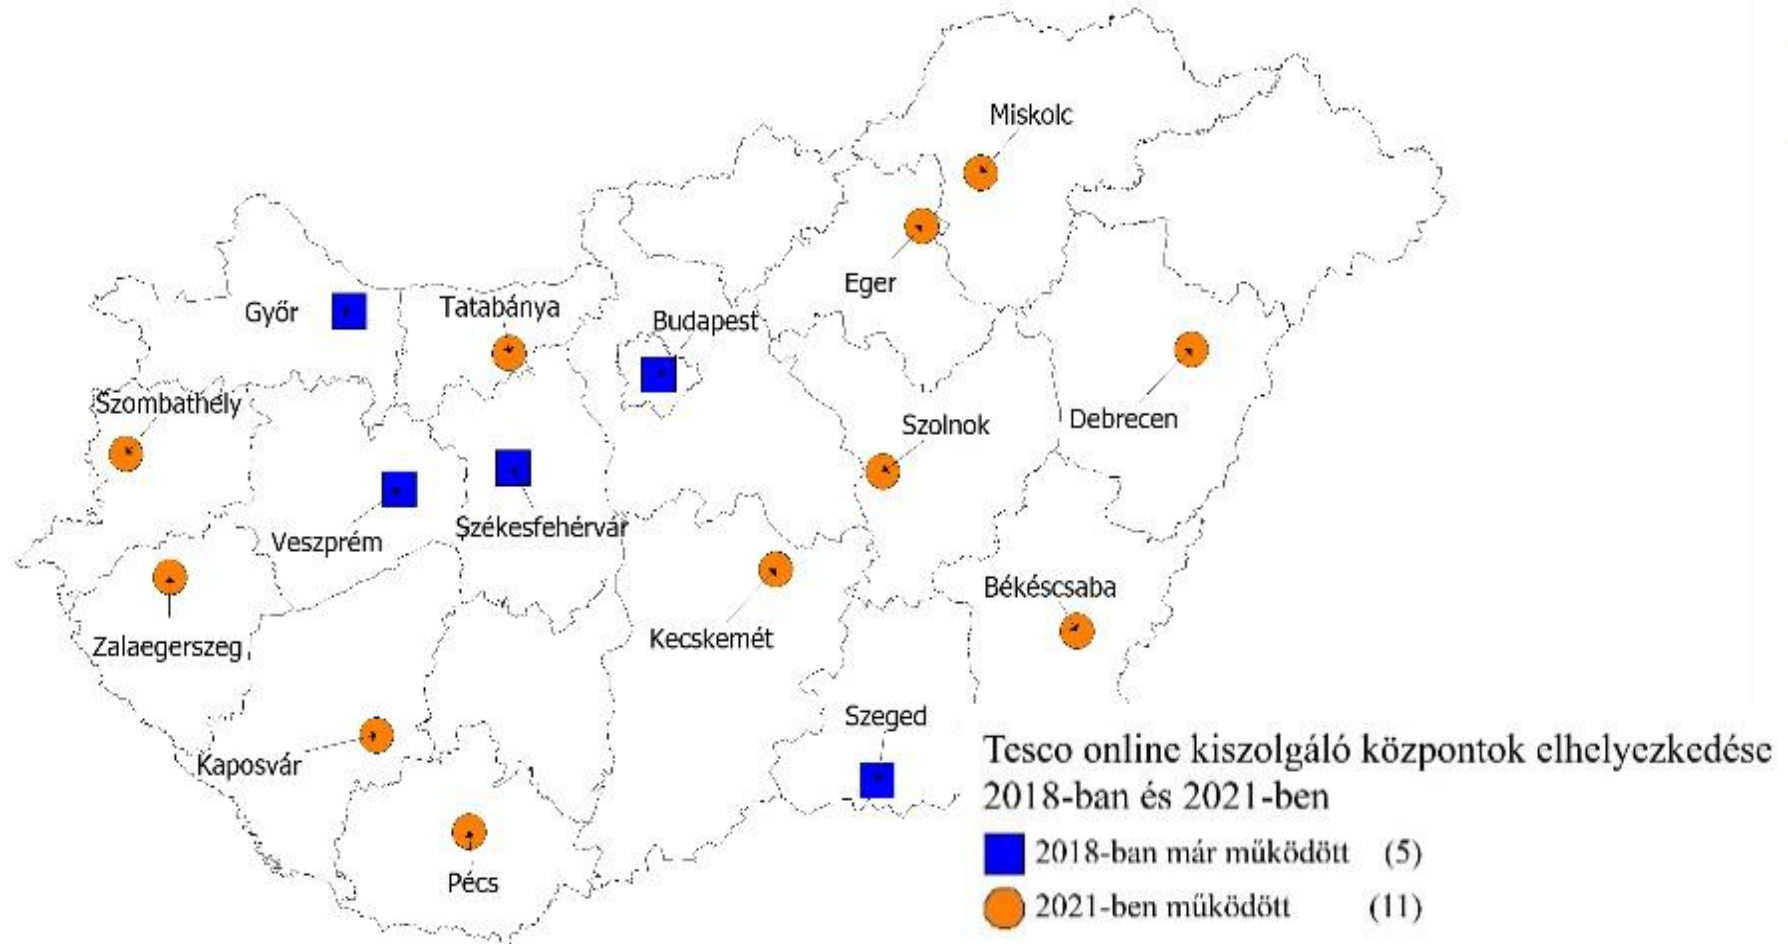 Miskolc
Eger
Győr
Tatabánya
Budapest
Szombathely
Szolnok
Debrecen
Székesfehérvár
Veszprém
Békéscsaba
Zalaegerszeg
Kecskemét
Szeged
Kaposvár
Pécs
Tesco online kiszolgáló központok elhelyezkedése
2018-ban és 2021-ben
2018-ban már működött (5)
2021-ben működött (11)